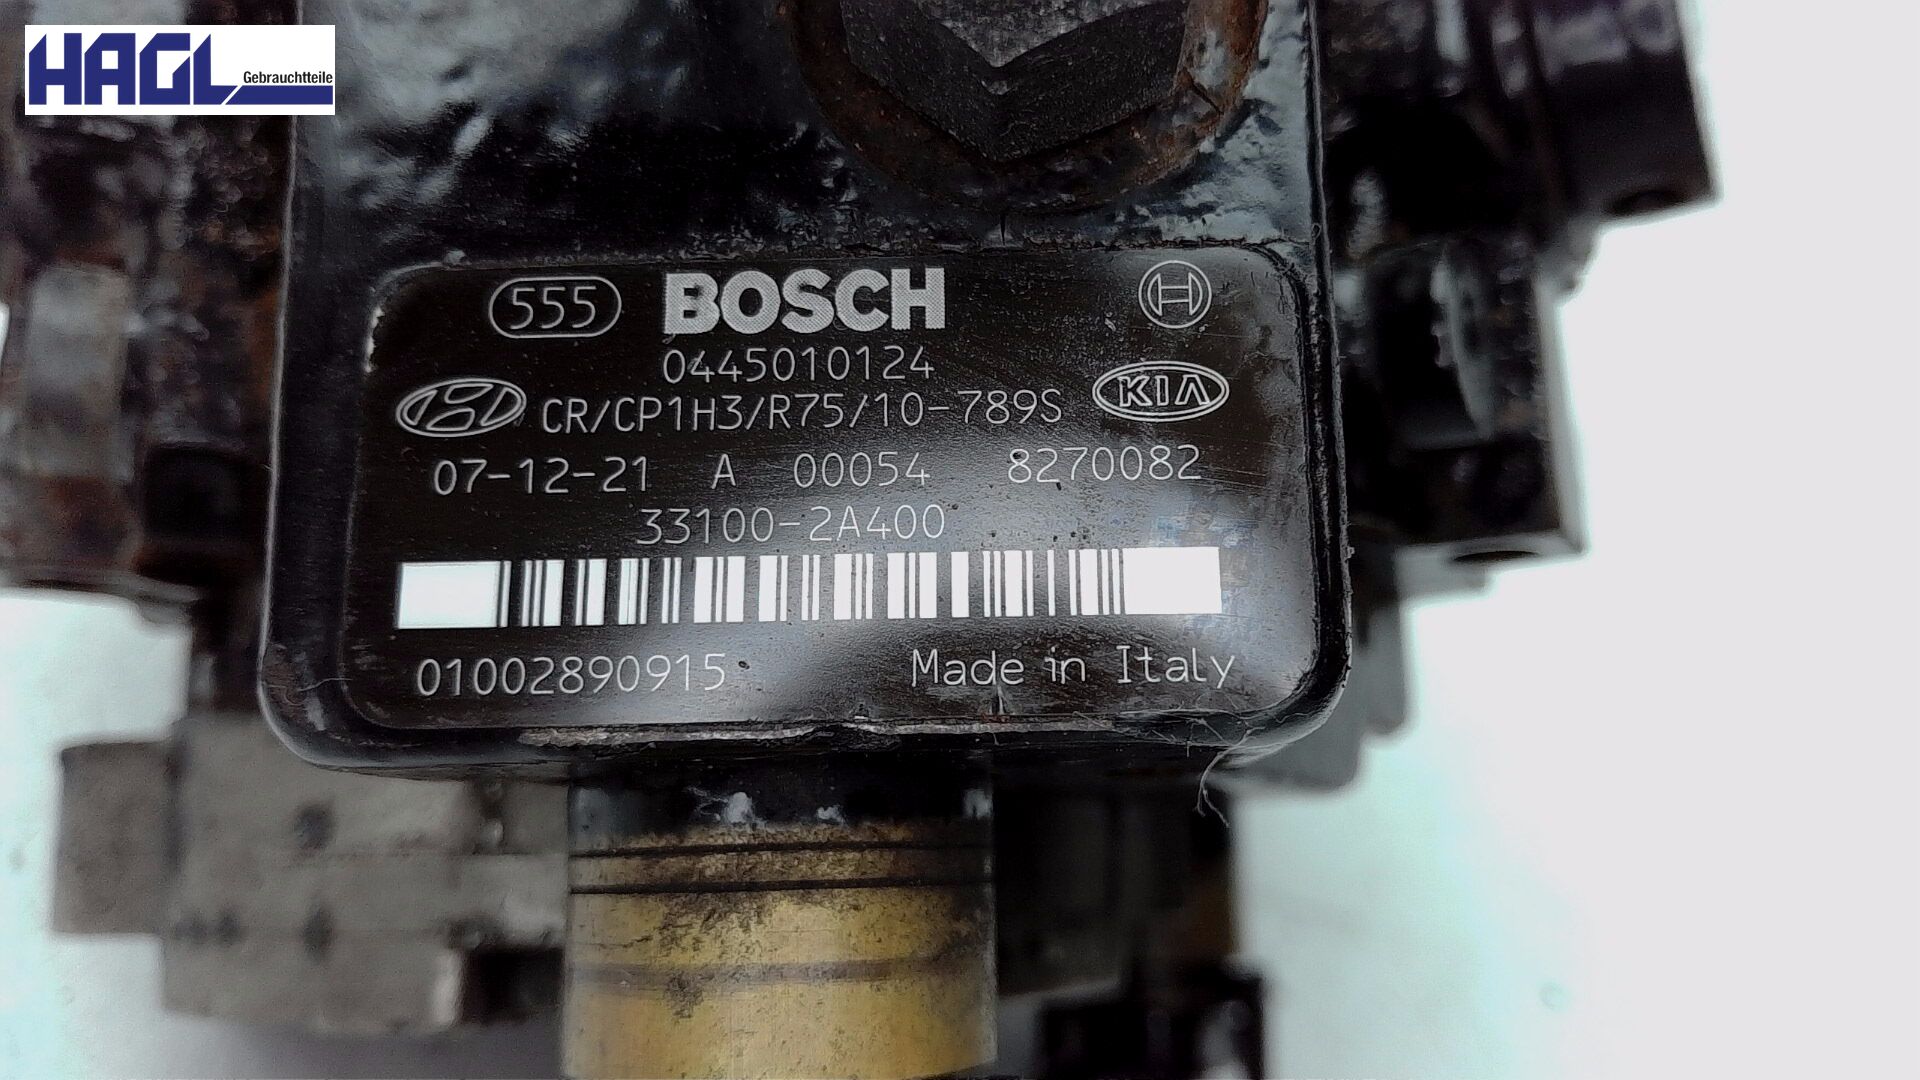 HAGL
Gebrauchtteile
555 BOSCH
0445010124
CR/CP1H3/R75/10-789S KIA
07-12-21 A 00054 8270082
33100-2A400
01002890915 Made in Italy